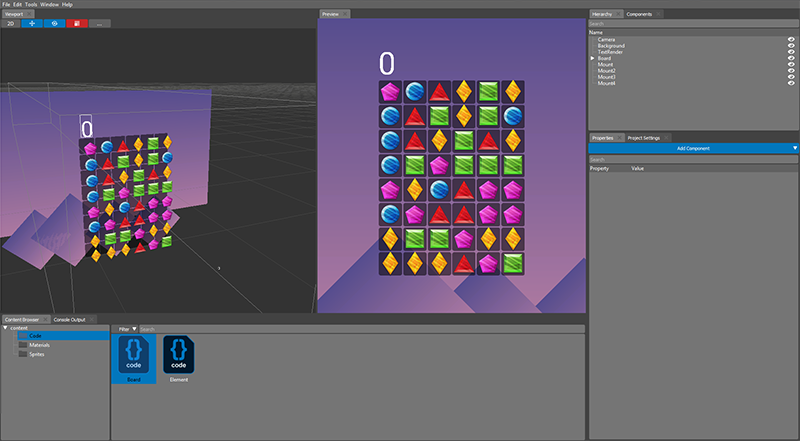 File Edit Tools Window Help
Viewport
2D
...
0
Preview
0
Hierarchy
Components
Name
Camera
Background
TextRender
Board
Mount
Mount2
Mount3
Mount4
Properties
Project Settings
Add Component
Search
Property
Value
Content Browser
Console Output
content
Code
Materials
Sprites
Filter
Search
{}
code
Board
{}
code
Element